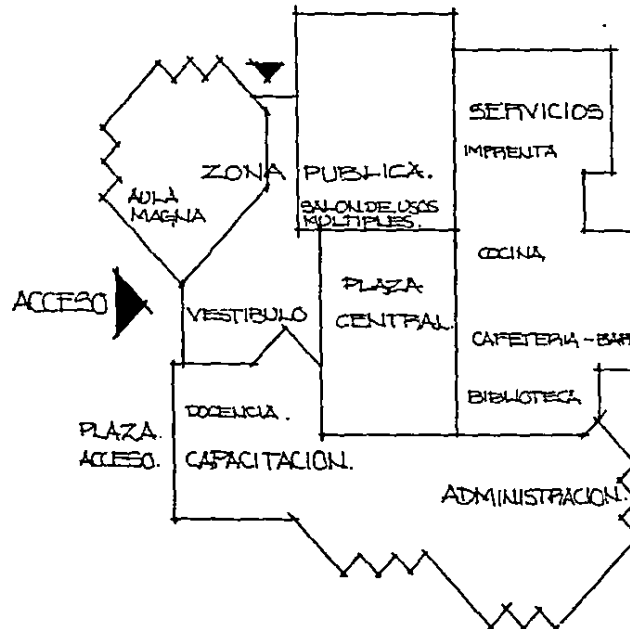 SERVICIOS
IMPRENTA
ZONA PUBLICA.
AULA
MAGNA
SALON DE USOS
MULTIPLES.
COCINA
PLAZA
CENTRAL.
ACCESO
VESTIBULO
CAFETERIA-BAR
BIBLIOTECA
DOCENCIA.
PLAZA.
ACCESO.
CAPACITACION.
ADMINISTRACION.